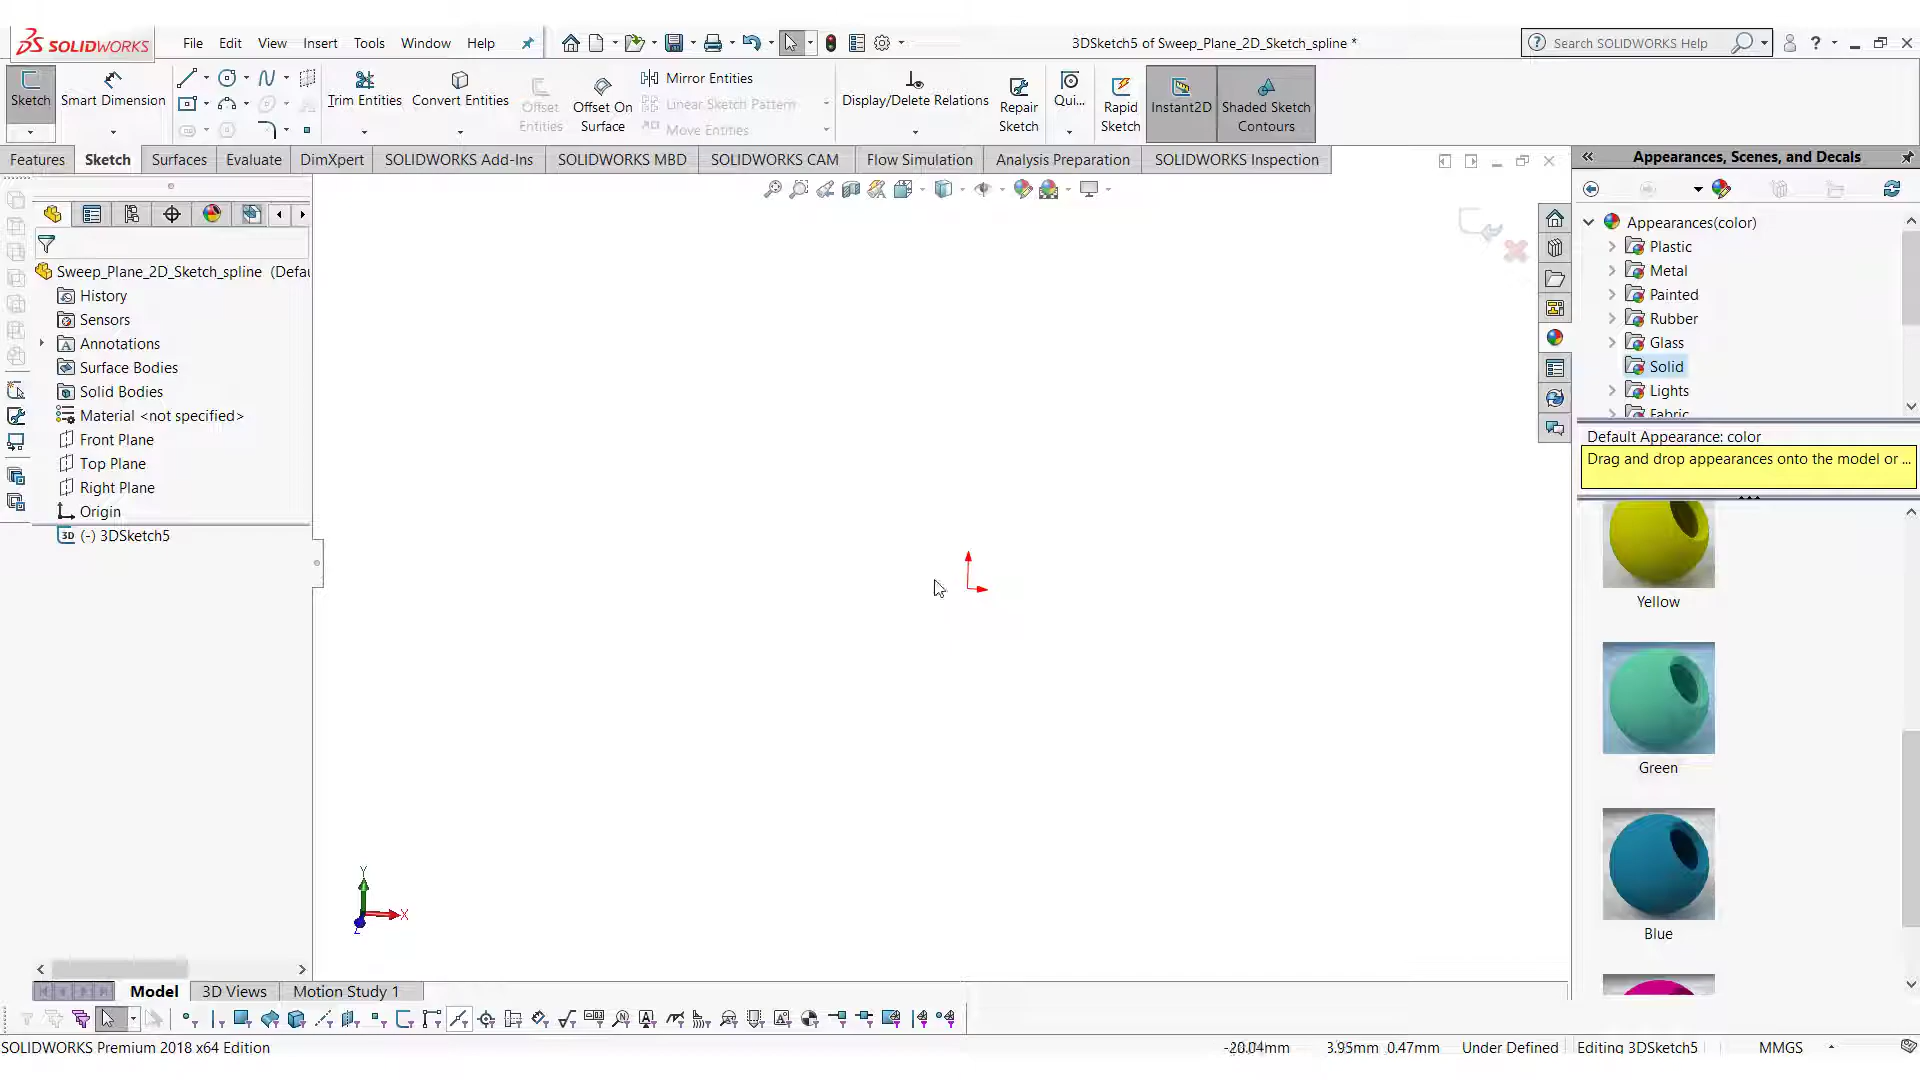 SOLIDWORKS
File Edit View Insert Tools Window Help
3DSketch5 of Sweep_Plane_2D_Sketch_spline *
Search SOLIDWORKS Help
Sketch
Smart Dimension
Trim Entities
Convert Entities
Offset Entities
Offset On Surface
Mirror Entities
Linear Sketch Pattern
Move Entities
Display/Delete Relations
Repair Sketch
Qui...
Rapid Sketch
Instant2D
Shaded Sketch Contours
Features Sketch Surfaces Evaluate DimXpert SOLIDWORKS Add-Ins SOLIDWORKS MBD SOLIDWORKS CAM Flow Simulation Analysis Preparation SOLIDWORKS Inspection
Sweep_Plane_2D_Sketch_spline (Defau
History
Sensors
Annotations
Surface Bodies
Solid Bodies
Material <not specified>
Front Plane
Top Plane
Right Plane
Origin
3D (-) 3DSketch5
Y
X
Z
Appearances, Scenes, and Decals
Appearances(color)
Plastic
Metal
Painted
Rubber
Glass
Solid
Lights
Fabric
Default Appearance: color
Drag and drop appearances onto the model or ...
Yellow
Green
Blue
Model 3D Views Motion Study 1
SOLIDWORKS Premium 2018 x64 Edition
3.95mm 0.47mm Under Defined Editing 3DSketch5 MMGS